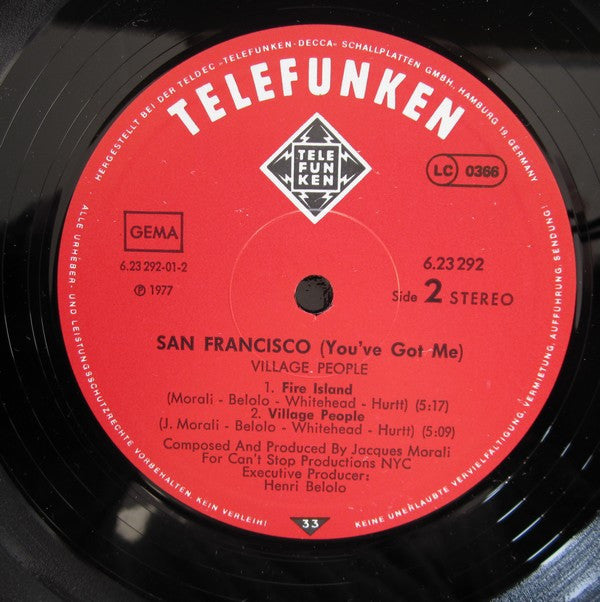 HERGESTELLT BEI DER TELDEC »TELEFUNKEN-DECCA« SCHALLPLATTEN GMBH, HAMBURG 19, GERMANY
TELEFUNKEN
TELE
FUN
KEN
LC 0366
GEMA
6.23 292-01-2
℗ 1977
6.23 292
Side 2 STEREO
SAN FRANCISCO (You've Got Me)
VILLAGE PEOPLE
1. Fire Island
(Morali - Belolo - Whitehead - Hurtt) (5:17)
2. Village People
(J. Morali - Belolo - Whitehead - Hurtt) (5:09)
Composed And Produced By Jacques Morali
For Can't Stop Productions NYC
Executive Producer:
Henri Belolo
33
ALLE URHEBER- UND LEISTUNGSSCHUTZRECHTE VORBEHALTEN. KEIN VERLEIH!
KEINE UNERLAUBTE VERVIELFÄLTIGUNG, VERMIETUNG, AUFFÜHRUNG, SENDUNG!